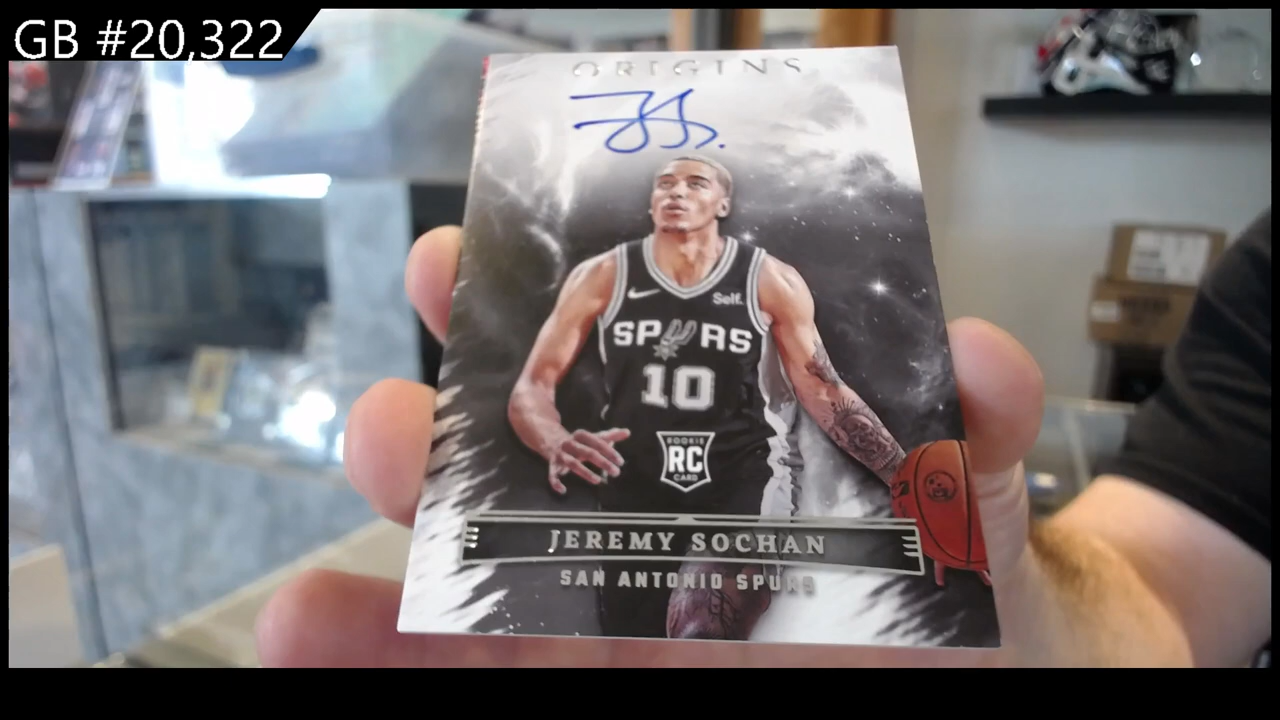 GB #20,322
ORIGINS
Self.
SPURS
10
ROOKIE
RC
CARD
JEREMY SOCHAN
SAN ANTONIO SPURS